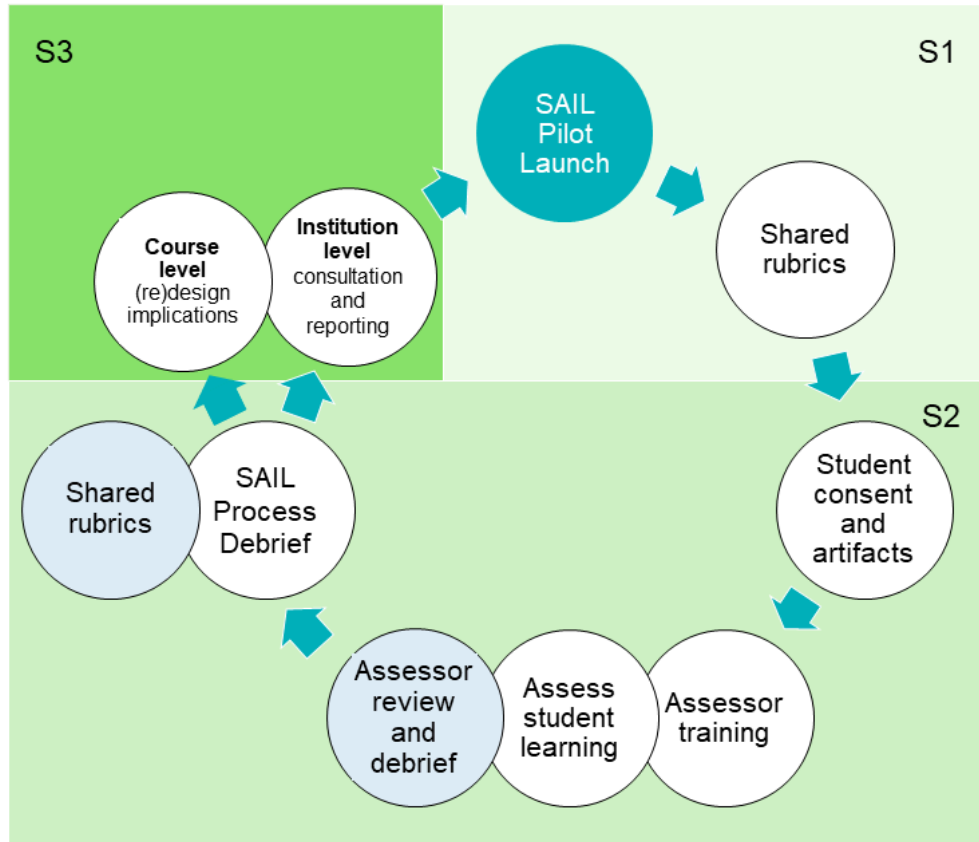 S3
S1
SAIL
Pilot
Launch
Shared
rubrics
Course
level
(re)design
implications
Institution
level
consultation
and
reporting
S2
Student
consent
and
artifacts
Shared
rubrics
SAIL
Process
Debrief
Assessor
review
and
debrief
Assess
student
learning
Assessor
training